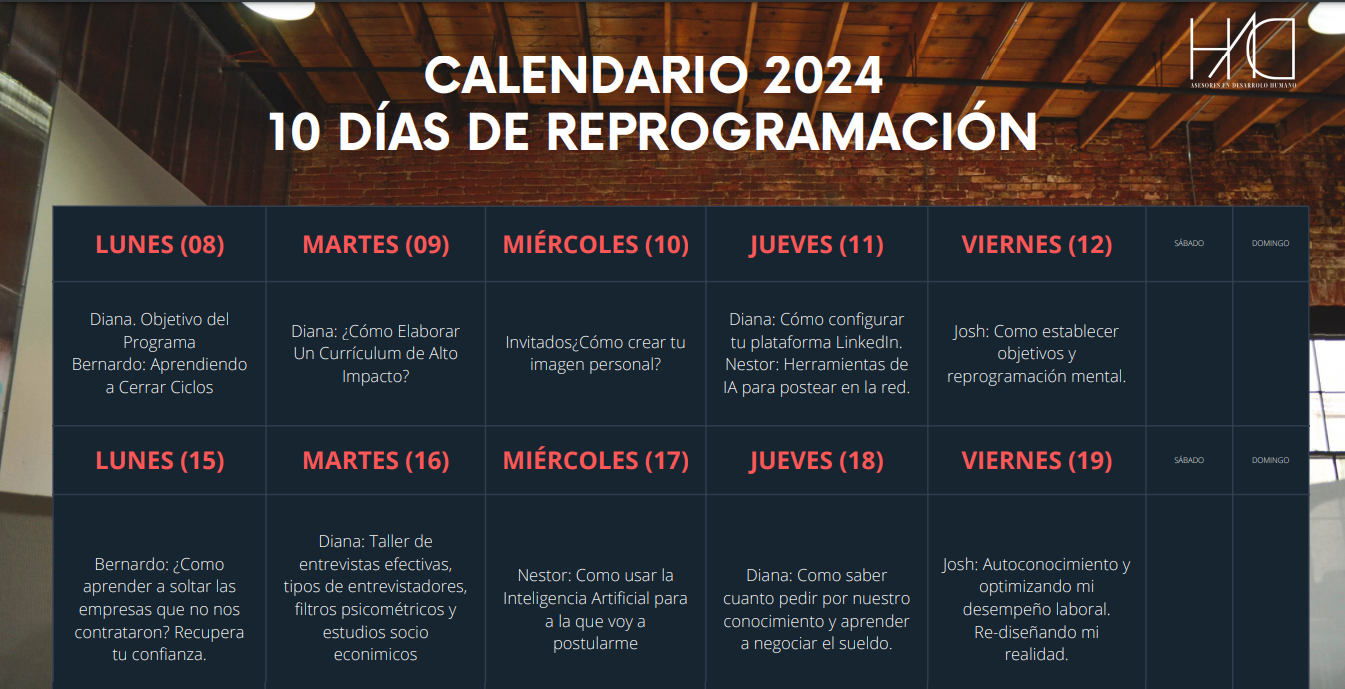 CALENDARIO 2024
10 DÍAS DE REPROGRAMACIÓN
HAD
ASESORES EN DESARROLO HUMANO
LUNES (08)
MARTES (09)
MIÉRCOLES (10)
JUEVES (11)
VIERNES (12)
SÁBADO
DOMINGO
Diana. Objetivo del
Programa
Bernardo: Aprendiendo
a Cerrar Ciclos
Diana: ¿Cómo Elaborar
Un Currículum de Alto
Impacto?
Invitados¿Cómo crear tu
imagen personal?
Diana: Cómo configurar
tu plataforma LinkedIn.
Nestor: Herramientas de
IA para postear en la red.
Josh: Como establecer
objetivos y
reprogramación mental.
LUNES (15)
MARTES (16)
MIÉRCOLES (17)
JUEVES (18)
VIERNES (19)
SÁBADO
DOMINGO
Bernardo: ¿Como
aprender a soltar las
empresas que no nos
contrataron? Recupera
tu confianza.
Diana: Taller de
entrevistas efectivas,
tipos de entrevistadores,
filtros psicométricos y
estudios socio
econimicos
Nestor: Como usar la
Inteligencia Artificial para
a la que voy a
postularme
Diana: Como saber
cuanto pedir por nuestro
conocimiento y aprender
a negociar el sueldo.
Josh: Autoconocimiento y
optimizando mi
desempeño laboral.
Re-diseñando mi
realidad.